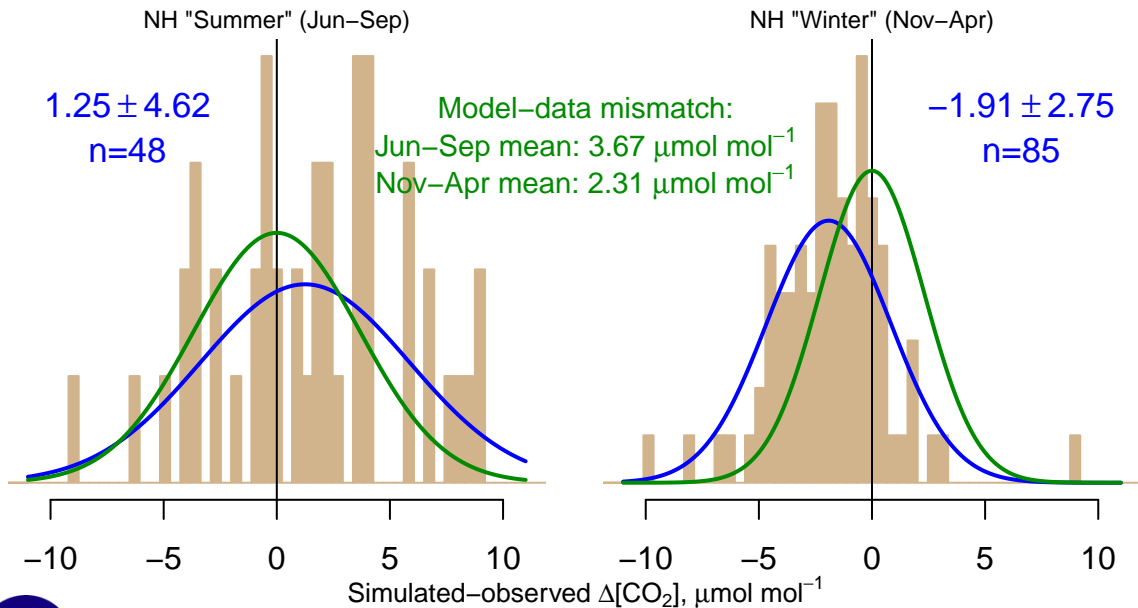 NH "Summer" (Jun−Sep)
1.25 ± 4.62
n=48
Model−data mismatch:
Jun−Sep mean: 3.67 μmol mol⁻¹
Nov−Apr mean: 2.31 μmol mol⁻¹
NH "Winter" (Nov−Apr)
−1.91 ± 2.75
n=85
−10 −5 0 5 10
−10 −5 0 5 10
Simulated−observed Δ[CO₂], μmol mol⁻¹